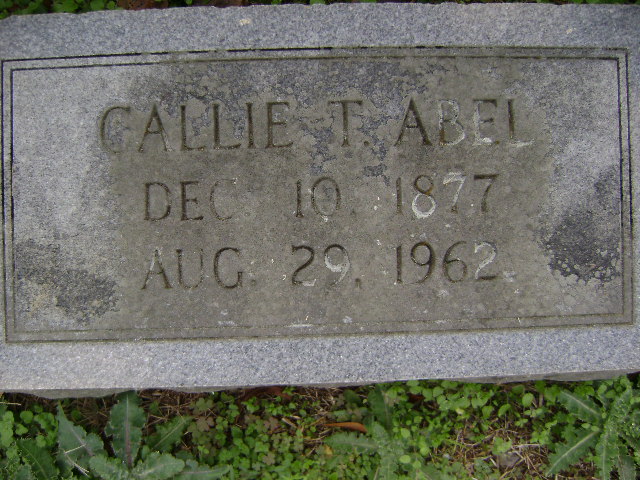 CALLIE T. ABEL
DEC. 10, 1877
AUG. 29, 1962